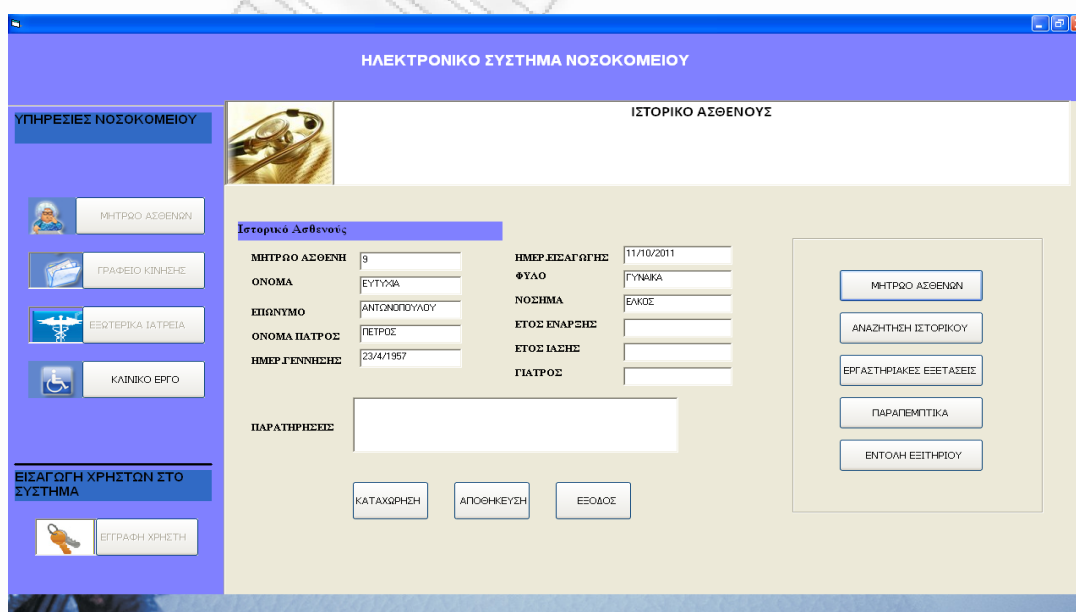 ΗΛΕΚΤΡΟΝΙΚΟ ΣΥΣΤΗΜΑ ΝΟΣΟΚΟΜΕΙΟΥ
ΥΠΗΡΕΣΙΕΣ ΝΟΣΟΚΟΜΕΙΟΥ
ΜΗΤΡΩΟ ΑΣΘΕΝΩΝ
ΓΡΑΦΕΙΟ ΚΙΝΗΣΗΣ
ΕΞΩΤΕΡΙΚΑ ΙΑΤΡΕΙΑ
ΚΛΙΝΙΚΟ ΕΡΓΟ
ΕΙΣΑΓΩΓΗ ΧΡΗΣΤΩΝ ΣΤΟ
ΣΥΣΤΗΜΑ
ΕΓΓΡΑΦΗ ΧΡΗΣΤΗ
ΙΣΤΟΡΙΚΟ ΑΣΘΕΝΟΥΣ
Ιστορικό Ασθενούς
ΜΗΤΡΩΟ ΑΣΘΕΝΗ 9
ΟΝΟΜΑ ΕΥΤΥΧΙΑ
ΕΠΩΝΥΜΟ ΑΝΤΩΝΟΠΟΥΛΟΥ
ΟΝΟΜΑ ΠΑΤΡΟΣ ΠΕΤΡΟΣ
ΗΜΕΡ.ΓΕΝΝΗΣΗΣ 23/4/1957
ΗΜΕΡ.ΕΙΣΑΓΩΓΗΣ 11/10/2011
ΦΥΛΟ ΓΥΝΑΙΚΑ
ΝΟΣΗΜΑ ΕΛΚΟΣ
ΕΤΟΣ ΕΝΑΡΞΗΣ
ΕΤΟΣ ΙΑΣΗΣ
ΓΙΑΤΡΟΣ
ΠΑΡΑΤΗΡΗΣΕΙΣ
ΚΑΤΑΧΩΡΗΣΗ ΑΠΟΘΗΚΕΥΣΗ ΕΞΟΔΟΣ
ΜΗΤΡΩΟ ΑΣΘΕΝΩΝ
ΑΝΑΖΗΤΗΣΗ ΙΣΤΟΡΙΚΟΥ
ΕΡΓΑΣΤΗΡΙΑΚΕΣ ΕΞΕΤΑΣΕΙΣ
ΠΑΡΑΠΕΜΠΤΙΚΑ
ΕΝΤΟΛΗ ΕΞΙΤΗΡΙΟΥ